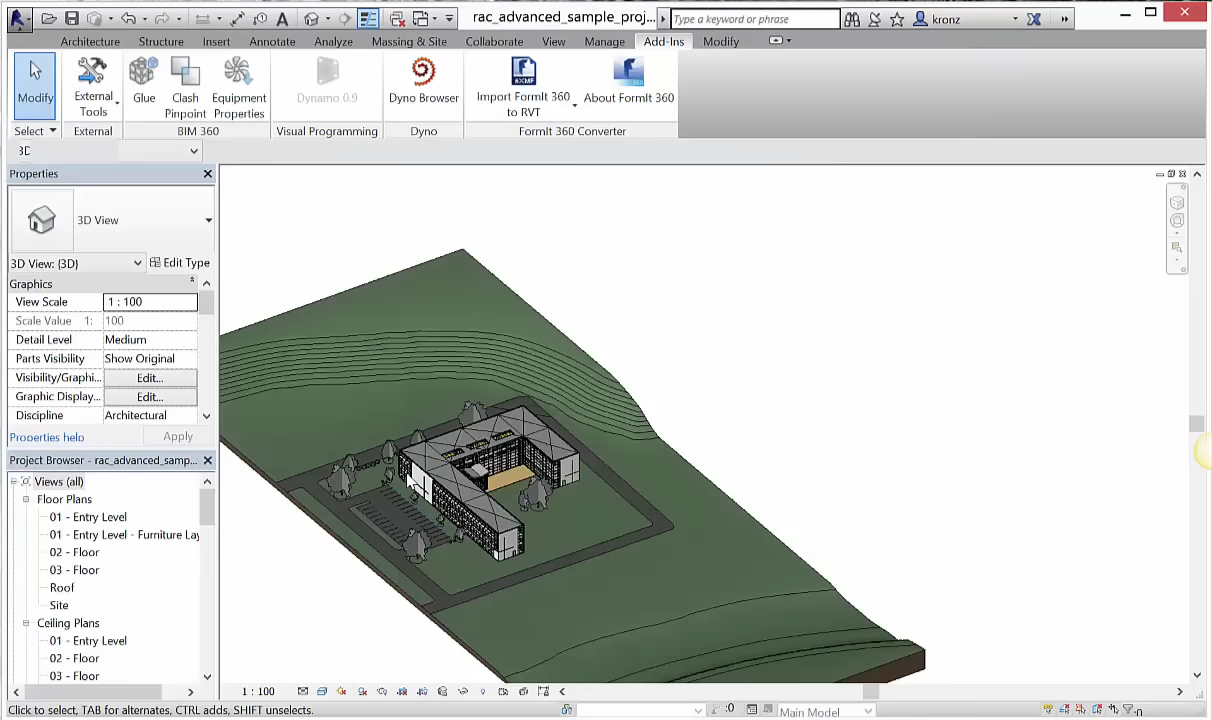 rac_advanced_sample_proj...
Type a keyword or phrase
kronz
Architecture Structure Insert Annotate Analyze Massing & Site Collaborate View Manage Add-Ins Modify
Modify
External Tools
Glue
Clash Pinpoint
Equipment Properties
Dynamo 0.9
Dyno Browser
Import FormIt 360 to RVT
About FormIt 360
Select External BIM 360 Visual Programming Dyno FormIt 360 Converter
3D
Properties
3D View
3D View: {3D} Edit Type
Graphics
View Scale 1 : 100
Scale Value 1: 100
Detail Level Medium
Parts Visibility Show Original
Visibility/Graphi... Edit...
Graphic Display... Edit...
Discipline Architectural
Properties help Apply
Project Browser - rac_advanced_samp...
Views (all)
Floor Plans
01 - Entry Level
01 - Entry Level - Furniture Lay
02 - Floor
03 - Floor
Roof
Site
Ceiling Plans
01 - Entry Level
02 - Floor
03 - Floor
1 : 100
Click to select, TAB for alternates, CTRL adds, SHIFT unselects.
:0
Main Model
:0